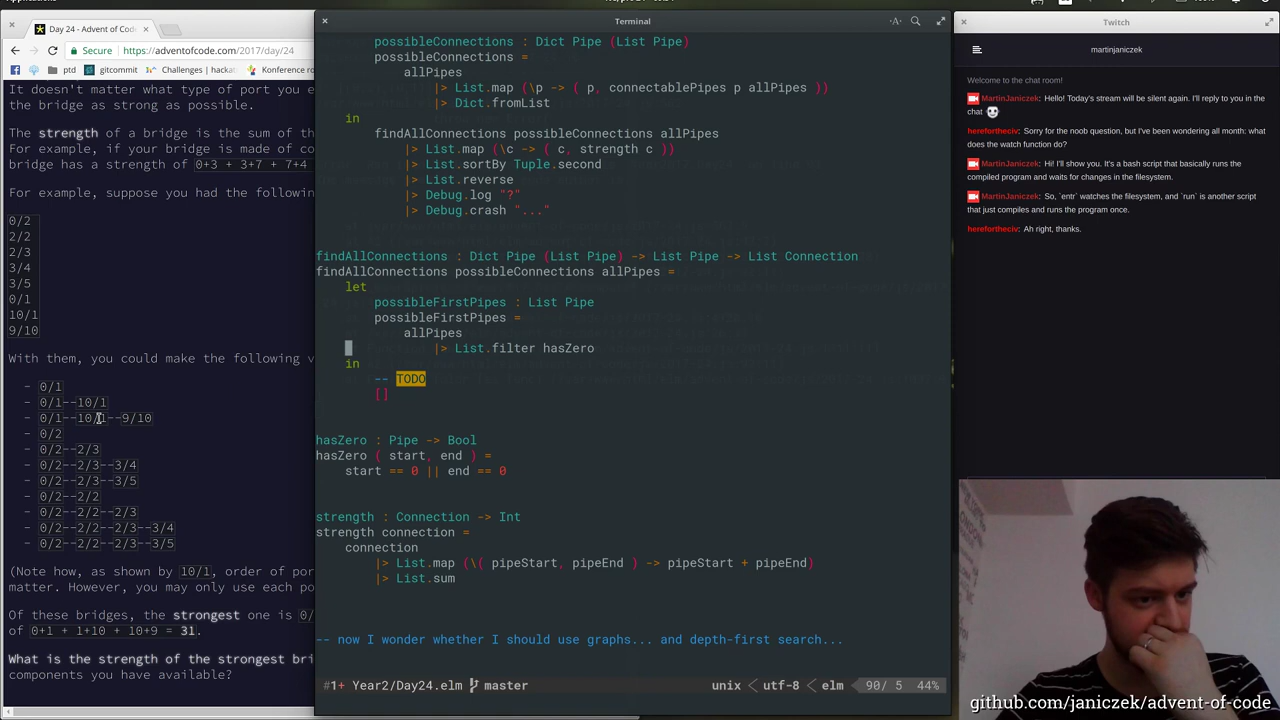 Terminal
Twitch
Day 24 - Advent of Code
Secure
https://adventofcode.com/2017/day/24
ptd
gitcommit
Challenges | hackat
Konference ro
It doesn't matter what type of port you e
the bridge as strong as possible.
The strength of a bridge is the sum of th
For example, if your bridge is made of co
bridge has a strength of 0+3 + 3+7 + 7+4
For example, suppose you had the followin
0/2
2/2
2/3
3/4
3/5
0/1
10/1
9/10
With them, you could make the following v
- 0/1
- 0/1--10/1
- 0/1--10/1--9/10
- 0/2
- 0/2--2/3
- 0/2--2/3--3/4
- 0/2--2/3--3/5
- 0/2--2/2
- 0/2--2/2--2/3
- 0/2--2/2--2/3--3/4
- 0/2--2/2--2/3--3/5
(Note how, as shown by 10/1, order of por
matter. However, you may only use each po
Of these bridges, the strongest one is 0/
of 0+1 + 1+10 + 10+9 = 31.
What is the strength of the strongest bri
components you have available?
possibleConnections : Dict Pipe (List Pipe)
possibleConnections =
allPipes
|> List.map (\p -> ( p, connectablePipes p allPipes ))
|> Dict.fromList
in
findAllConnections possibleConnections allPipes
|> List.map (\c -> ( c, strength c ))
|> List.sortBy Tuple.second
|> List.reverse
|> Debug.log "?"
|> Debug.crash "..."
findAllConnections : Dict Pipe (List Pipe) -> List Pipe -> List Connection
findAllConnections possibleConnections allPipes =
let
possibleFirstPipes : List Pipe
possibleFirstPipes =
allPipes
|> List.filter hasZero
in
-- TODO
[]
hasZero : Pipe -> Bool
hasZero ( start, end ) =
start == 0 || end == 0
strength : Connection -> Int
strength connection =
connection
|> List.map (\( pipeStart, pipeEnd ) -> pipeStart + pipeEnd)
|> List.sum
-- now I wonder whether I should use graphs... and depth-first search...
#1+ Year2/Day24.elm master
unix < utf-8 < elm 90/ 5 44%
martinjaniczek
Welcome to the chat room!
MartinJaniczek: Hello! Today's stream will be silent again. I'll reply to you in the
chat
herefortheciv: Sorry for the noob question, but I've been wondering all month: what
does the watch function do?
MartinJaniczek: Hi! I'll show you. It's a bash script that basically runs the
compiled program and waits for changes in the filesystem.
MartinJaniczek: So, `entr` watches the filesystem, and `run` is another script
that just compiles and runs the program once.
herefortheciv: Ah right, thanks.
github.com/janiczek/advent-of-code